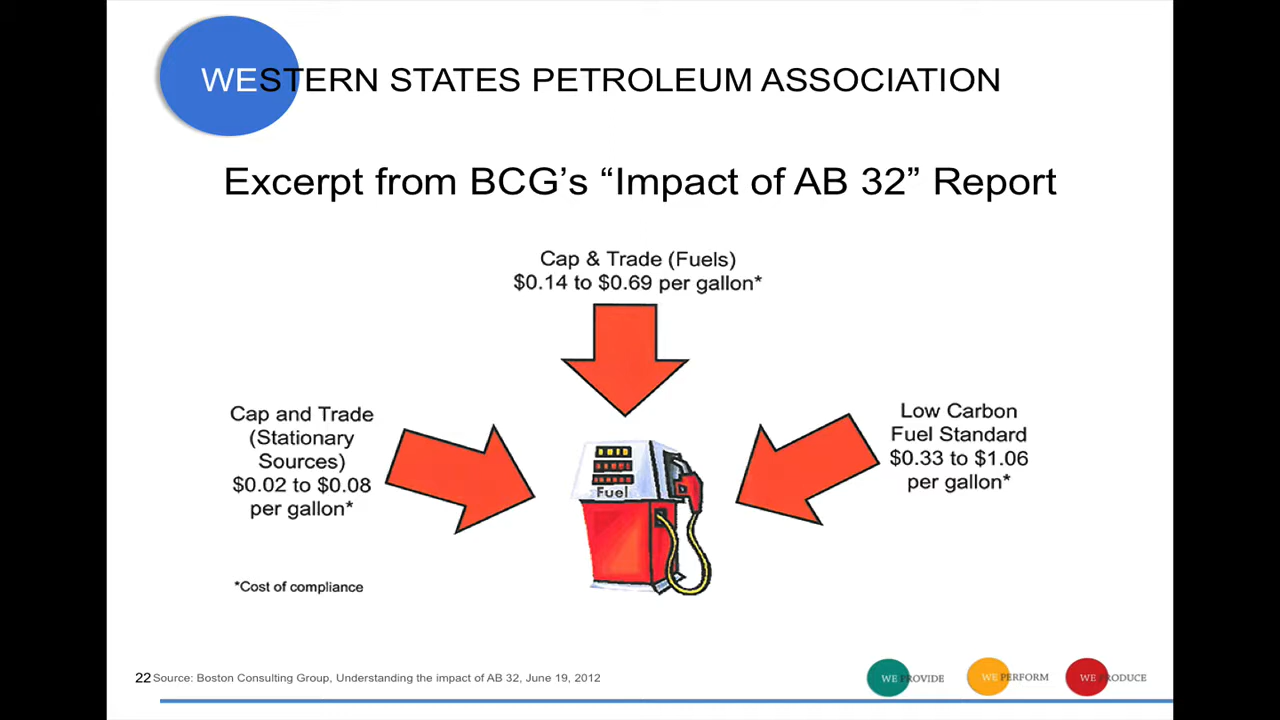 WESTERN STATES PETROLEUM ASSOCIATION
Excerpt from BCG’s “Impact of AB 32” Report
Cap & Trade (Fuels)
$0.14 to $0.69 per gallon*
Cap and Trade
(Stationary
Sources)
$0.02 to $0.08
per gallon*
Low Carbon
Fuel Standard
$0.33 to $1.06
per gallon*
Fuel
*Cost of compliance
22 Source: Boston Consulting Group, Understanding the impact of AB 32, June 19, 2012
WE PROVIDE
WE PERFORM
WE PRODUCE